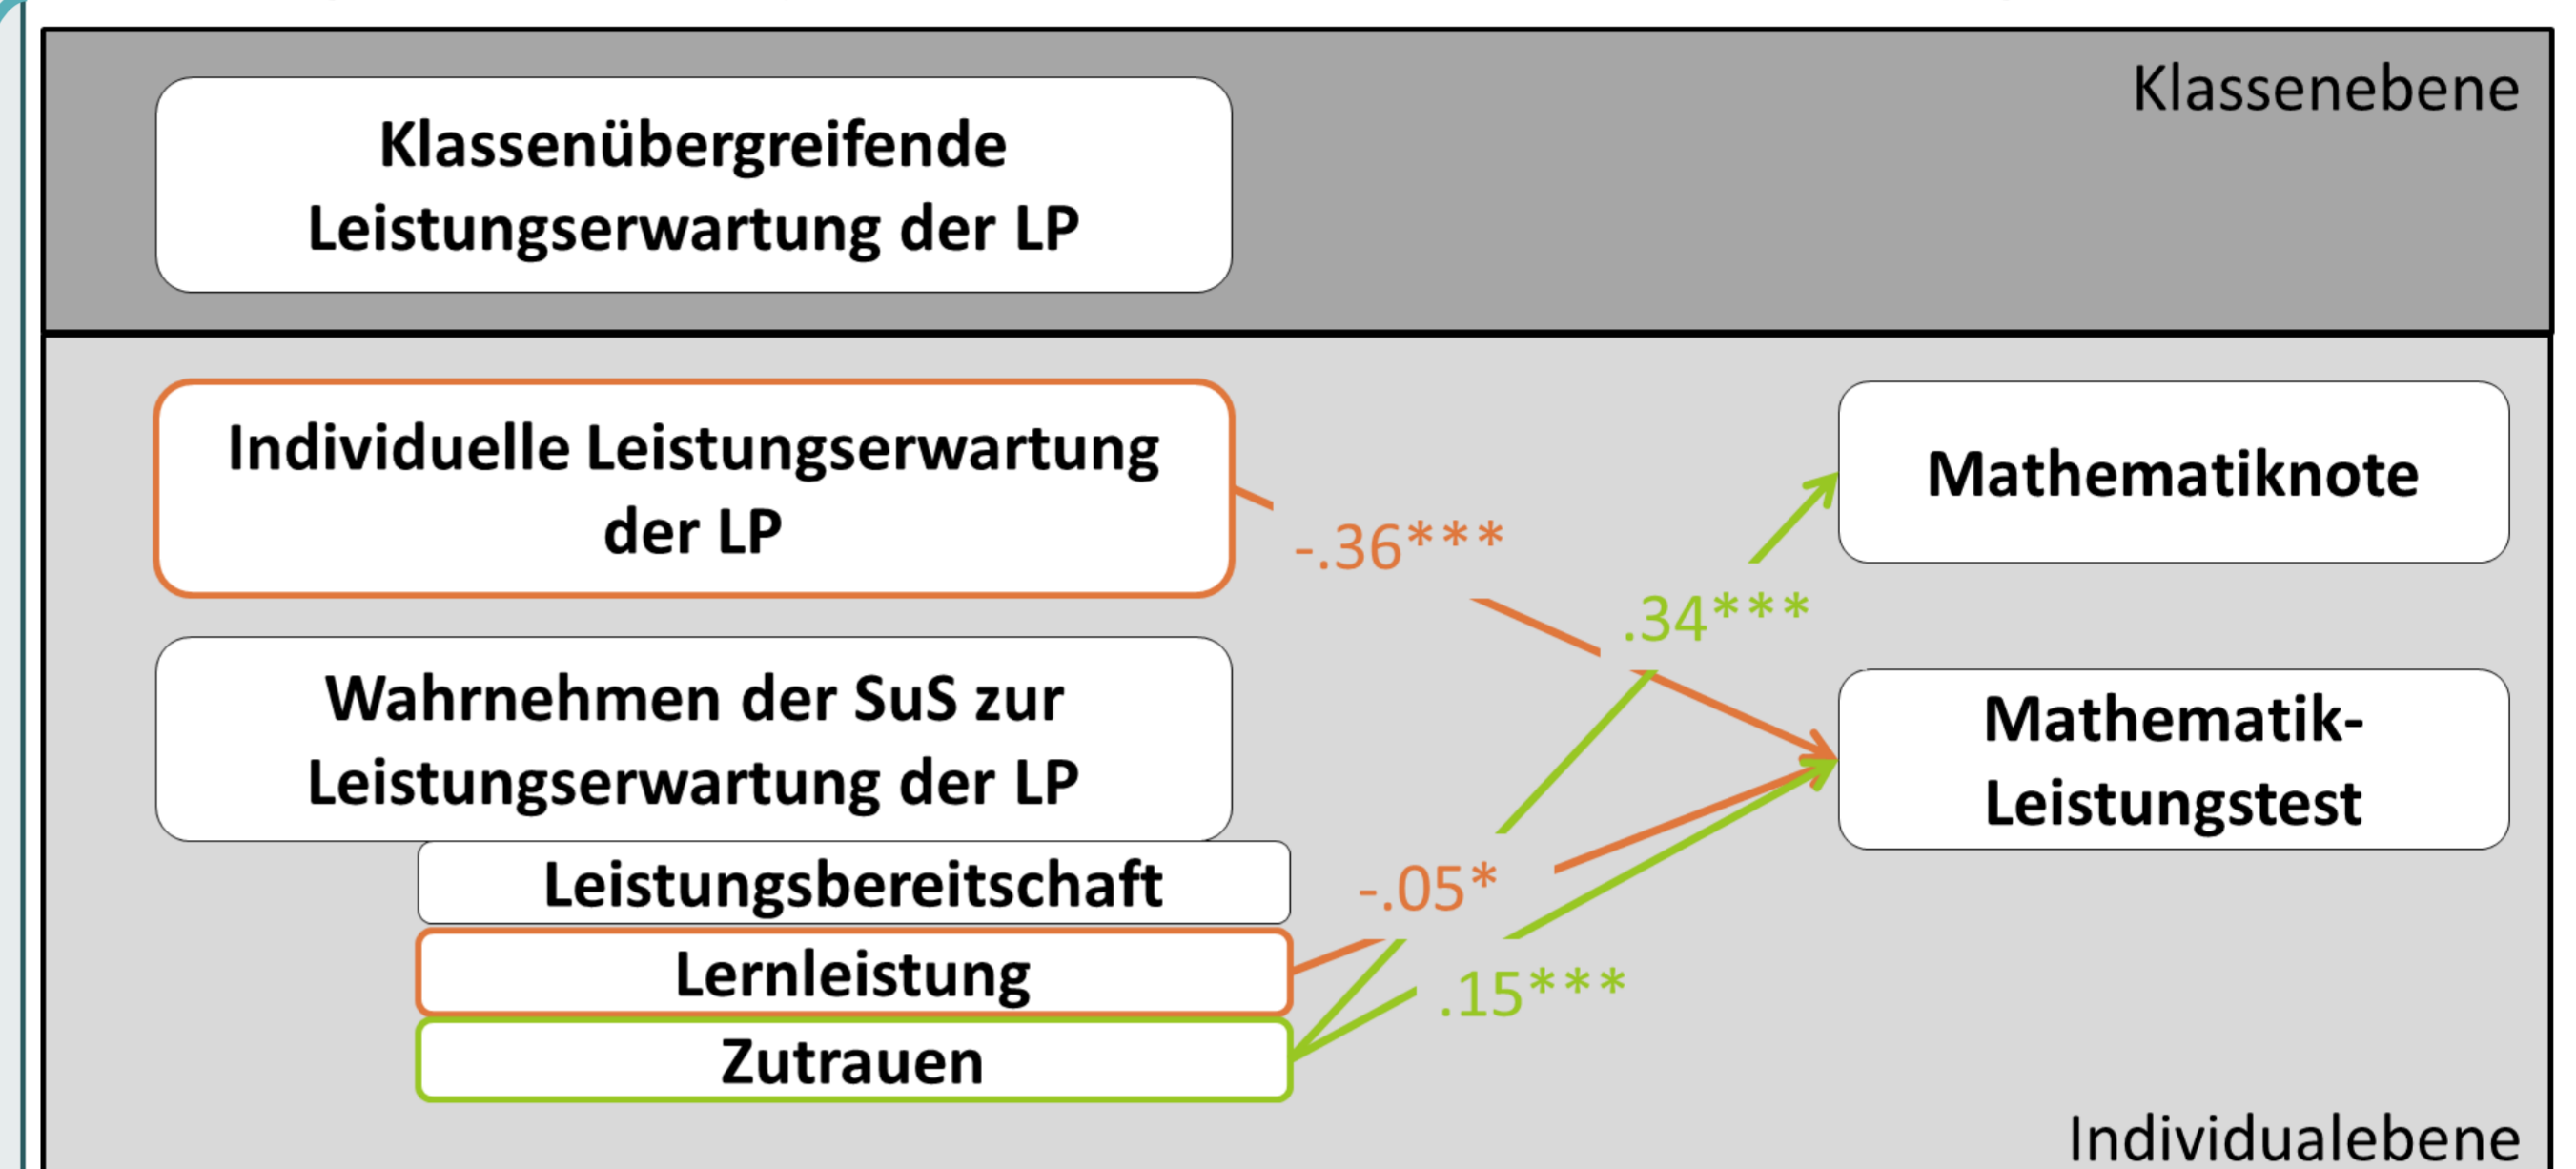 Klassenebene
Klassenübergreifende
Leistungserwartung der LP
Individuelle Leistungserwartung
der LP
-.36***
Mathematiknote
.34***
Wahrnehmen der SuS zur
Leistungserwartung der LP
Mathematik-
Leistungstest
Leistungsbereitschaft
-.05*
Lernleistung
.15***
Zutrauen
Individualebene